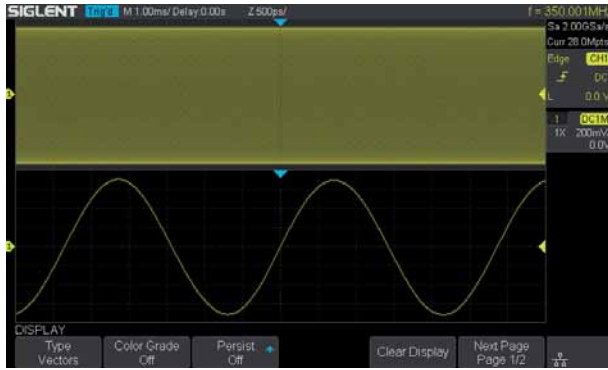 SIGLENT Trig'd M 1.00ms/ Delay:0.00s Z 500ps/ f = 350.001MH
Sa 2.00GSa/s
Curr 28.0Mpts
Edge CH1
DC
L 0.0 V
1 DC1M
1X 200mV/
0.0V
1
1
DISPLAY
Type Color Grade Persist Clear Display Next Page
Vectors Off Off Page 1/2